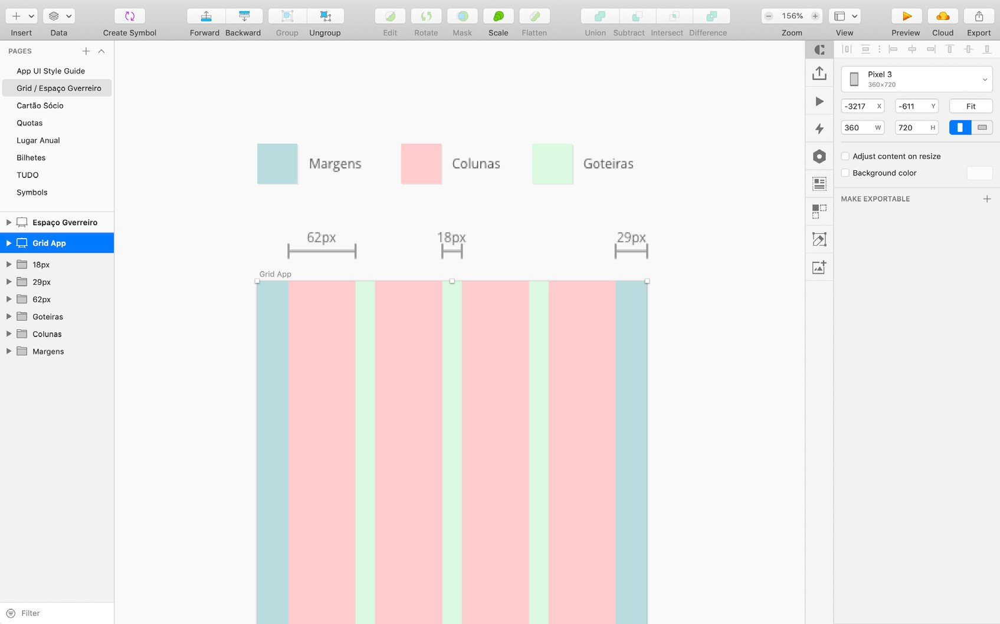 Insert Data Create Symbol Forward Backward Group Ungroup Edit Rotate Mask Scale Flatten Union Subtract Intersect Difference 156% Zoom View Preview Cloud Export
PAGES
App UI Style Guide
Grid / Espaço Gverreiro
Cartão Sócio
Quotas
Lugar Anual
Bilhetes
TUDO
Symbols
Espaço Gverreiro
Grid App
18px
29px
62px
Goteiras
Colunas
Margens
Filter
Margens Colunas Goteiras
62px 18px 29px
Grid App
Pixel 3
360×720
-3217 X -611 Y Fit
360 W 720 H
Adjust content on resize
Background color
MAKE EXPORTABLE